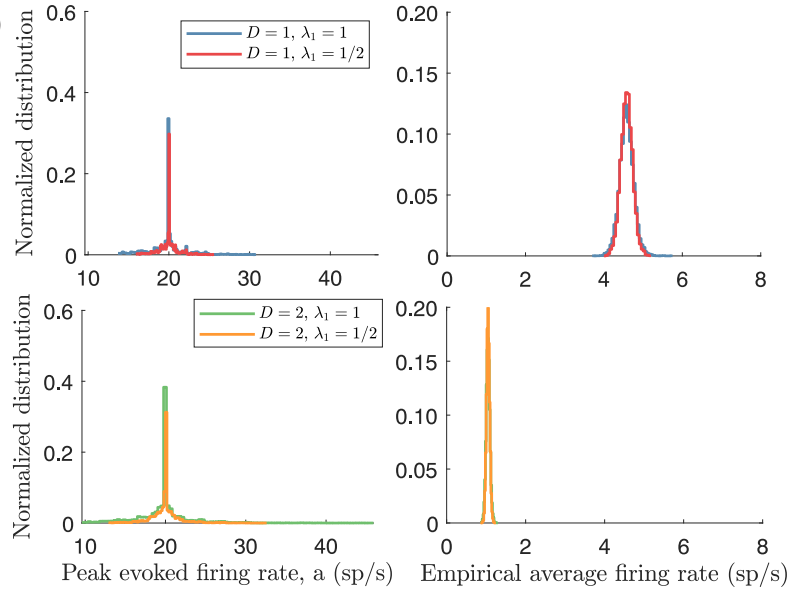 0.6
0.4
0.2
0
10 20 30 40
Normalized distribution
D = 1, λ₁ = 1
D = 1, λ₁ = 1/2
0.20
0.15
0.10
0.05
0
0 2 4 6 8
0.6
0.4
0.2
0
10 20 30 40
Normalized distribution
D = 2, λ₁ = 1
D = 2, λ₁ = 1/2
Peak evoked firing rate, a (sp/s)
0.20
0.15
0.10
0.05
0
0 2 4 6 8
Empirical average firing rate (sp/s)